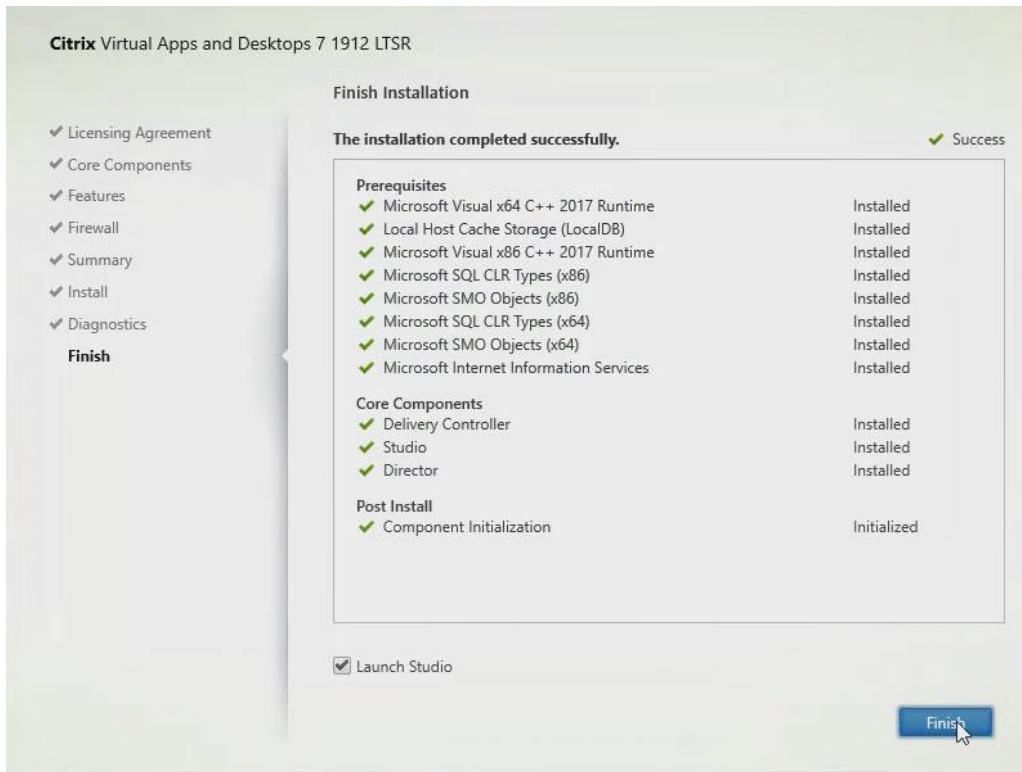 Citrix Virtual Apps and Desktops 7 1912 LTSR
Finish Installation
Licensing Agreement
Core Components
Features
Firewall
Summary
Install
Diagnostics
Finish
The installation completed successfully. Success
Prerequisites
Microsoft Visual x64 C++ 2017 Runtime Installed
Local Host Cache Storage (LocalDB) Installed
Microsoft Visual x86 C++ 2017 Runtime Installed
Microsoft SQL CLR Types (x86) Installed
Microsoft SMO Objects (x86) Installed
Microsoft SQL CLR Types (x64) Installed
Microsoft SMO Objects (x64) Installed
Microsoft Internet Information Services Installed
Core Components
Delivery Controller Installed
Studio Installed
Director Installed
Post Install
Component Initialization Initialized
Launch Studio
Finish